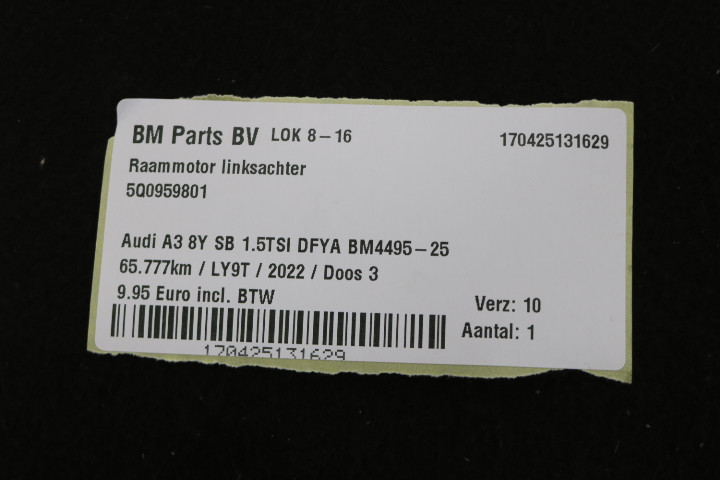 BM Parts BV LOK 8-16 170425131629
Raammotor linksachter
5Q0959801
Audi A3 8Y SB 1.5TSI DFYA BM4495-25
65.777km / LY9T / 2022 / Doos 3
9.95 Euro incl. BTW
Verz: 10
Aantal: 1
170425131629